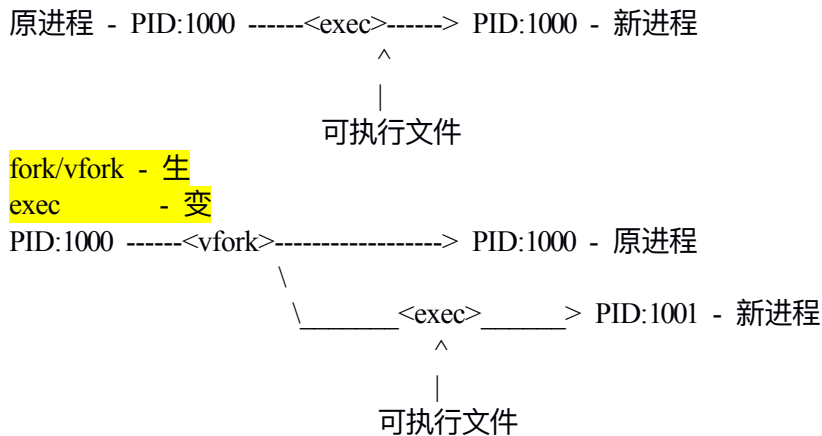 原进程 - PID:1000 ------<exec>------> PID:1000 - 新进程
^
|
可执行文件
fork/vfork - 生
exec - 变
PID:1000 ------<vfork>------------------> PID:1000 - 原进程
\
\_______<exec>______> PID:1001 - 新进程
^
|
可执行文件